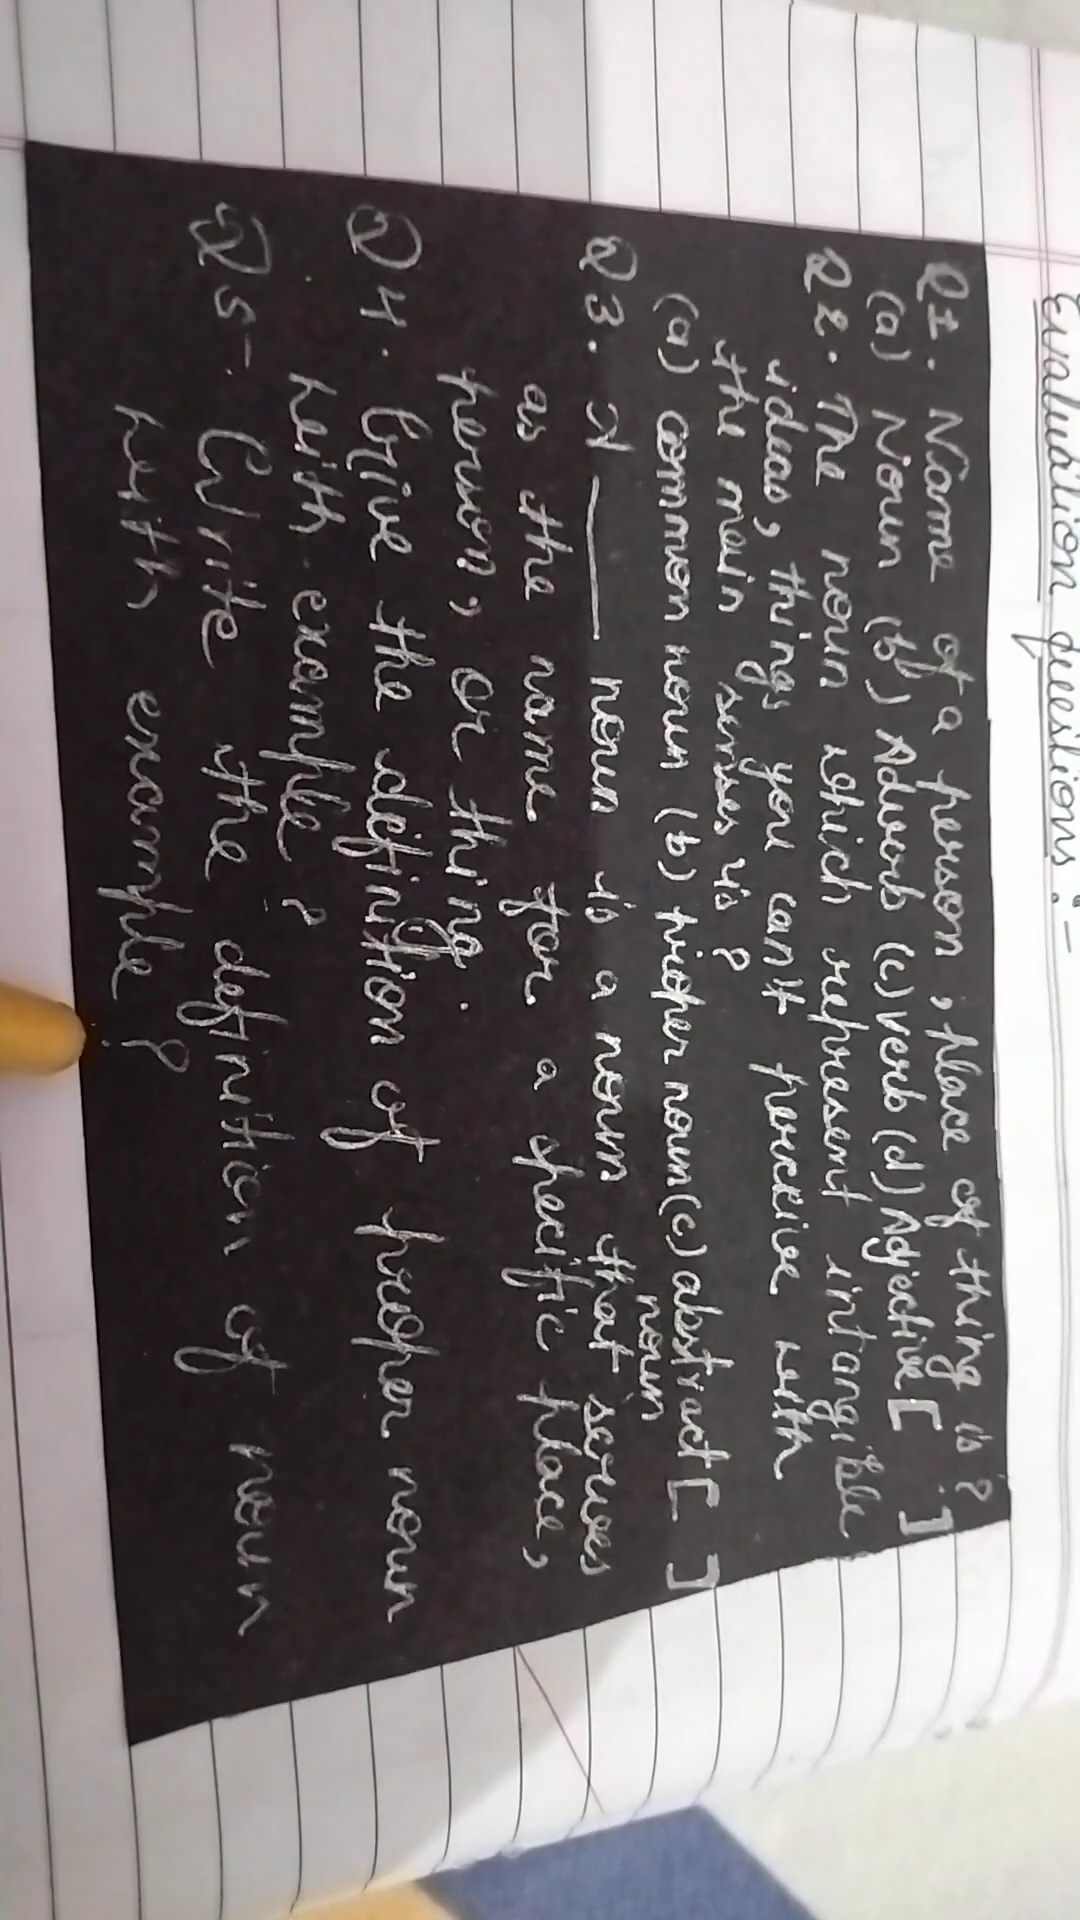 Evaluation questions :-
Q1. Name of a person, place of thing is?
(a) Noun (b) Adverb (c) verb (d) Adjective [ ]
Q2. The noun which represent intangible
ideas, things you can't percieve with
the main senses is?
(a) common noun (b) proper noun (c) abstract [ ]
noun
Q3. A ____ noun is a noun that serves
as the name for a specific place,
person, or thing.
Q4. Give the definition of proper noun
with example?
Q5- Write the definition of noun
with example?